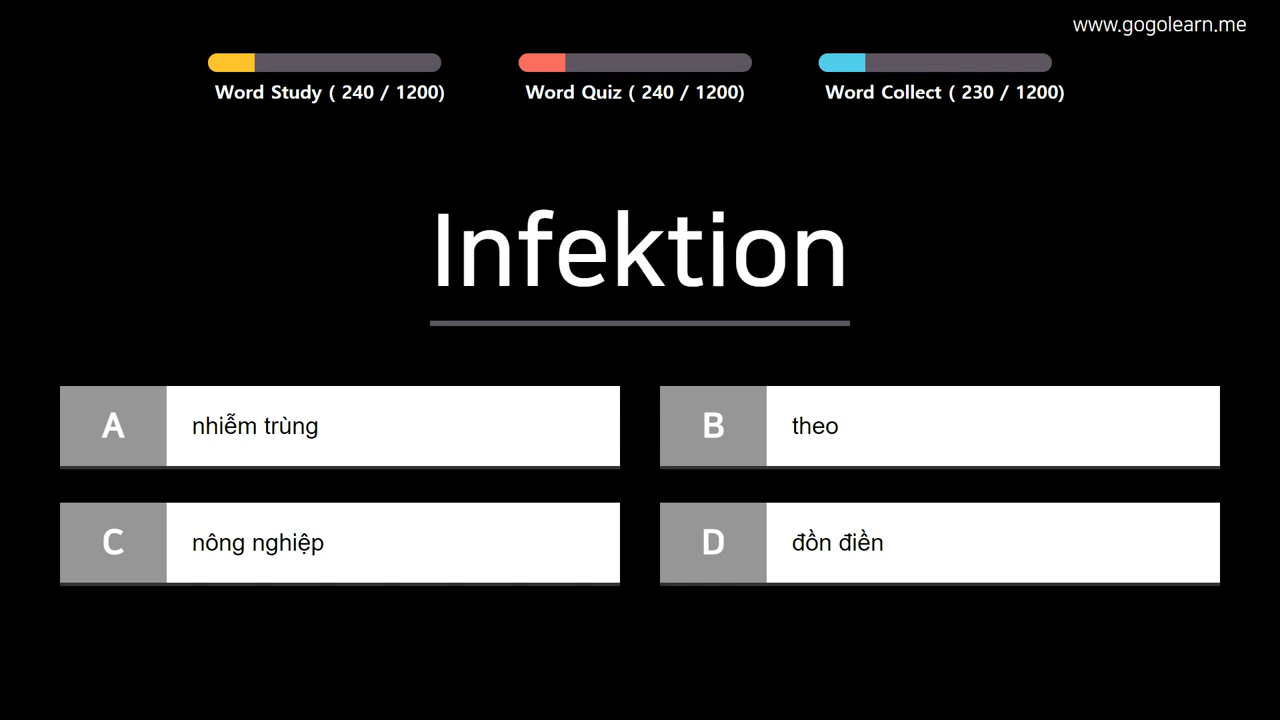 www.gogolearn.me
Word Study ( 240 / 1200)
Word Quiz ( 240 / 1200)
Word Collect ( 230 / 1200)
Infektion
A nhiễm trùng
B theo
C nông nghiệp
D đồn điền